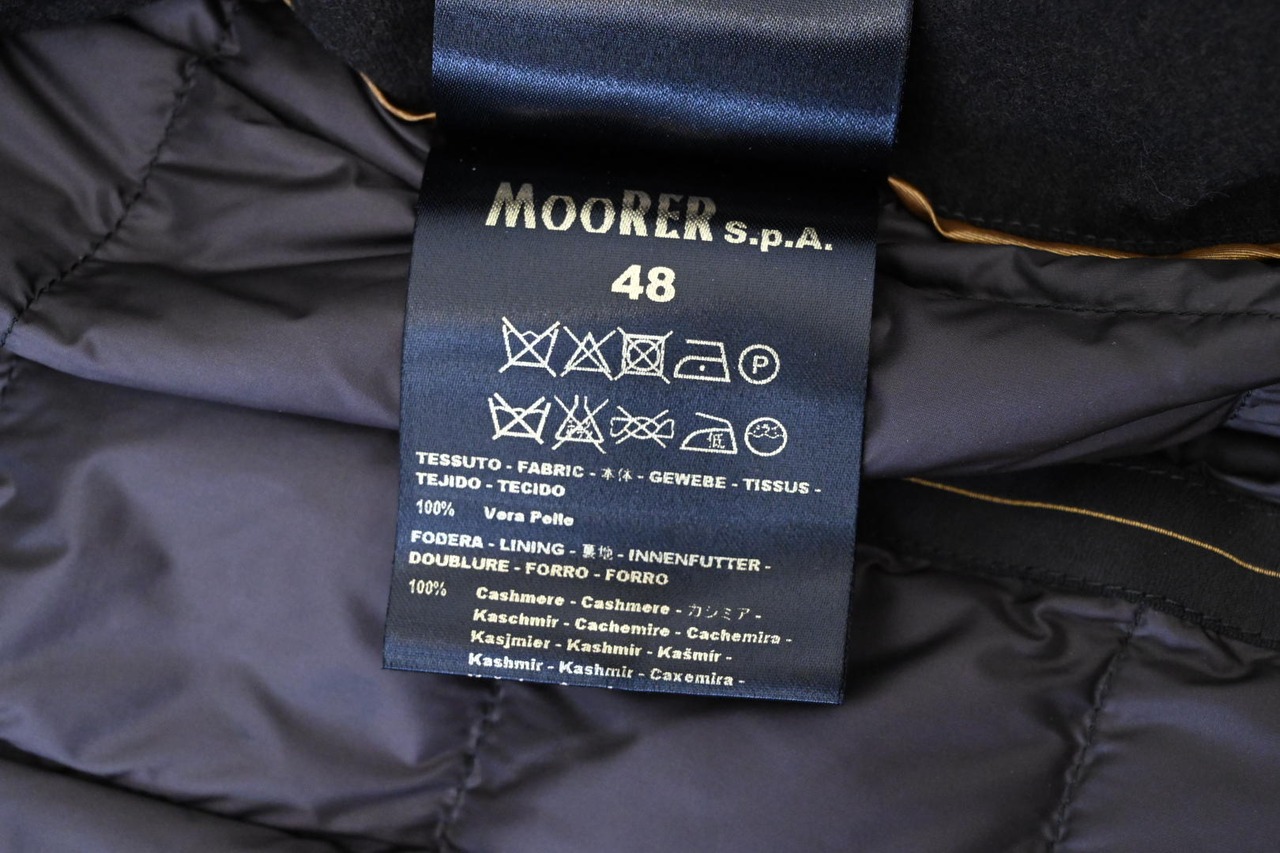 MOORER S.p.A.
48
P
低
TESSUTO - FABRIC - 本体 - GEWEBE - TISSUS -
TEJIDO - TECIDO
100% Vera Pelle
FODERA - LINING - 裏地 - INNENFUTTER -
DOUBLURE - FORRO - FORRO
100% Cashmere - Cashmere - カシミア -
Kaschmir - Cachemire - Cachemira -
Kasjmier - Kashmir - Kašmír -
Kashmir - Kashmir - Caxemira -